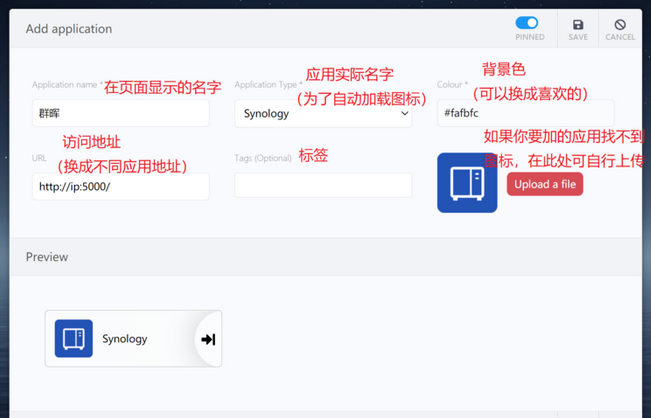 Add application
PINNED
SAVE
CANCEL
Application name *
在页面显示的名字
群晖
Application Type *
应用实际名字
(为了自动加载图标)
Synology
Colour *
背景色
(可以换成喜欢的)
#fafbfc
URL
访问地址
(换成不同应用地址)
http://ip:5000/
Tags (Optional)
标签
如果你要加的应用找不到
图标，在此处可自行上传
Upload a file
Preview
Synology